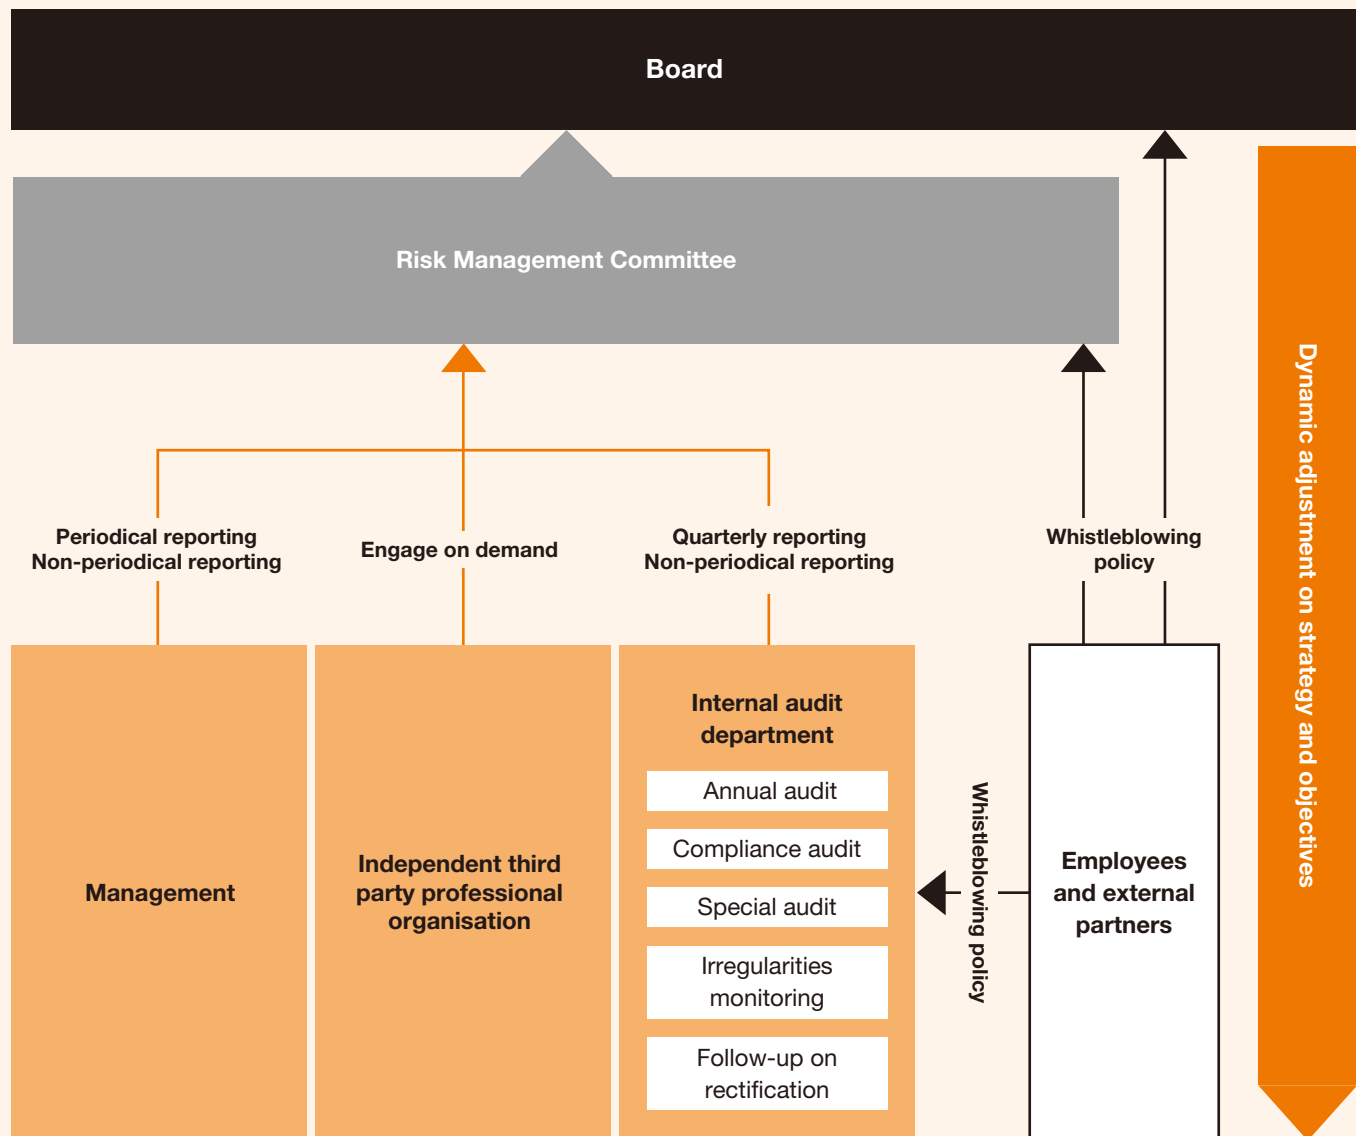 Board
Risk Management Committee
Periodical reporting
Non-periodical reporting
Engage on demand
Quarterly reporting
Non-periodical reporting
Whistleblowing
policy
Dynamic adjustment on strategy and objectives
Management
Independent third
party professional
organisation
Internal audit
department
Annual audit
Compliance audit
Special audit
Irregularities
monitoring
Follow-up on
rectification
Whistleblowing policy
Employees
and external
partners